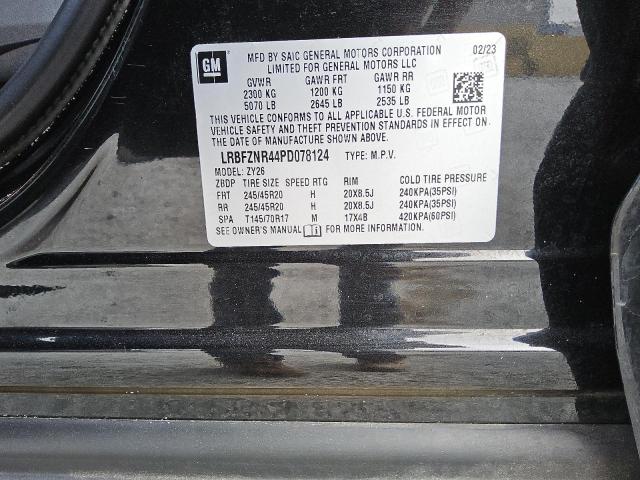 GM
MFD BY SAIC GENERAL MOTORS CORPORATION 02/23
LIMITED FOR GENERAL MOTORS LLC
GVWR GAWR FRT GAWR RR
2300 KG 1200 KG 1150 KG
5070 LB 2645 LB 2535 LB
THIS VEHICLE CONFORMS TO ALL APPLICABLE U.S. FEDERAL MOTOR
VEHICLE SAFETY AND THEFT PREVENTION STANDARDS IN EFFECT ON
THE DATE OF MANUFACTURE SHOWN ABOVE.
LRBFZNR44PD078124 TYPE: M.P.V.
MODEL: ZY26
ZBDP TIRE SIZE SPEED RTG RIM COLD TIRE PRESSURE
FRT 245/45R20 H 20X8.5J 240KPA(35PSI)
RR 245/45R20 H 20X8.5J 240KPA(35PSI)
SPA T145/70R17 M 17X4B 420KPA(60PSI)
SEE OWNER'S MANUAL FOR MORE INFORMATION.